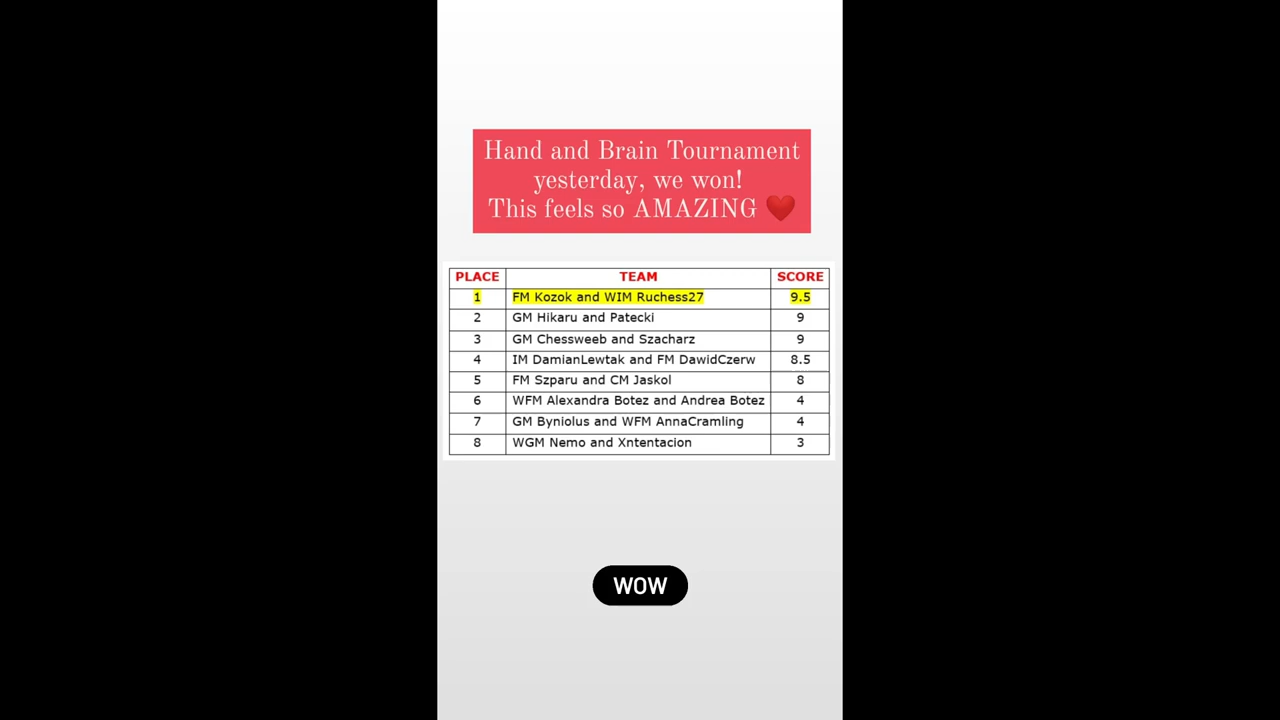 Hand and Brain Tournament
yesterday, we won!
This feels so AMAZING ❤️
PLACE TEAM SCORE
1 FM Kozok and WIM Ruchess27 9.5
2 GM Hikaru and Patecki 9
3 GM Chessweeb and Szacharz 9
4 IM DamianLewtak and FM DawidCzerw 8.5
5 FM Szparu and CM Jaskol 8
6 WFM Alexandra Botez and Andrea Botez 4
7 GM Byniolus and WFM AnnaCramling 4
8 WGM Nemo and Xntentacion 3
WOW